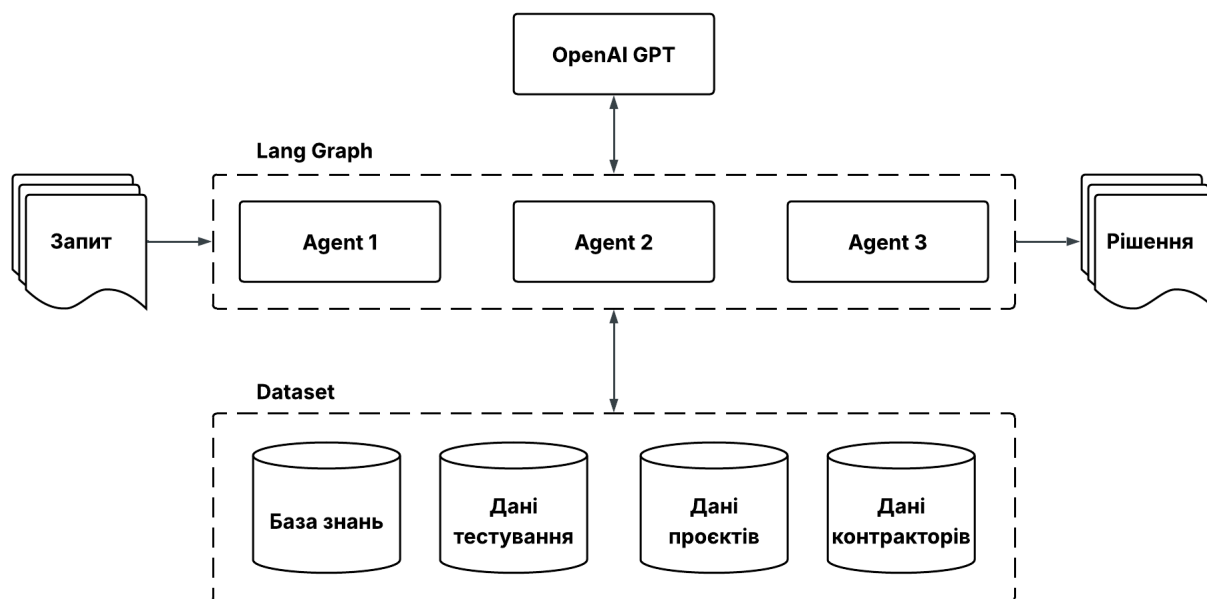 OpenAI GPT
Lang Graph
Запит
Agent 1
Agent 2
Agent 3
Рішення
Dataset
База знань
Дані
тестування
Дані
проєктів
Дані
контракторів